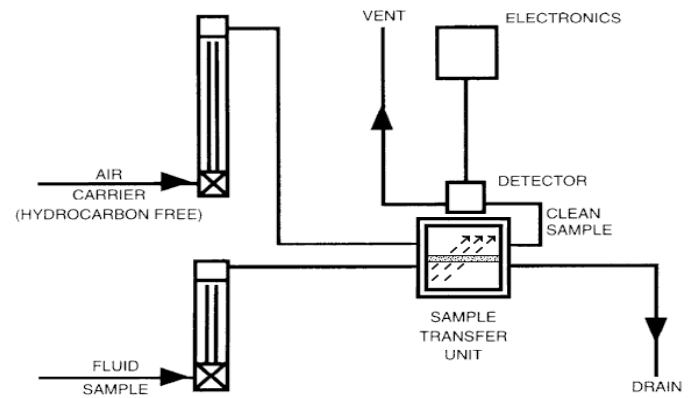 VENT
ELECTRONICS
AIR
CARRIER
(HYDROCARBON FREE)
DETECTOR
CLEAN
SAMPLE
SAMPLE
TRANSFER
UNIT
FLUID
SAMPLE
DRAIN